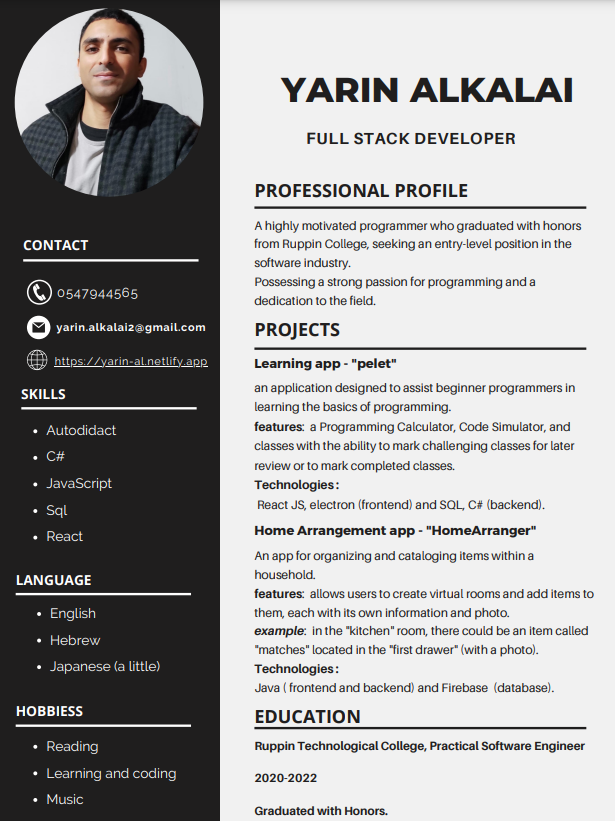 YARIN ALKALAI
FULL STACK DEVELOPER
CONTACT
0547944565
yarin.alkalai2@gmail.com
https://yarin-al.netlify.app
SKILLS
Autodidact
C#
JavaScript
Sql
React
LANGUAGE
English
Hebrew
Japanese (a little)
HOBBIESS
Reading
Learning and coding
Music
PROFESSIONAL PROFILE
A highly motivated programmer who graduated with honors
from Ruppin College, seeking an entry-level position in the
software industry.
Possessing a strong passion for programming and a
dedication to the field.
PROJECTS
Learning app - "pelet"
an application designed to assist beginner programmers in
learning the basics of programming.
features: a Programming Calculator, Code Simulator, and
classes with the ability to mark challenging classes for later
review or to mark completed classes.
Technologies:
React JS, electron (frontend) and SQL, C# (backend).
Home Arrangement app - "HomeArranger"
An app for organizing and cataloging items within a
household.
features: allows users to create virtual rooms and add items to
them, each with its own information and photo.
example: in the "kitchen" room, there could be an item called
"matches" located in the "first drawer" (with a photo).
Technologies:
Java ( frontend and backend) and Firebase (database).
EDUCATION
Ruppin Technological College, Practical Software Engineer
2020-2022
Graduated with Honors.